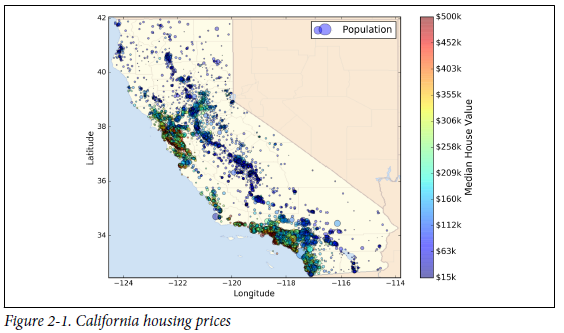 42
40
38
36
34
Latitude
−124
−122
−120
−118
−116
−114
Longitude
Population
$500k
$452k
$403k
$355k
$306k
$258k
$209k
$160k
$112k
$63k
$15k
Median House Value
Figure 2-1. California housing prices